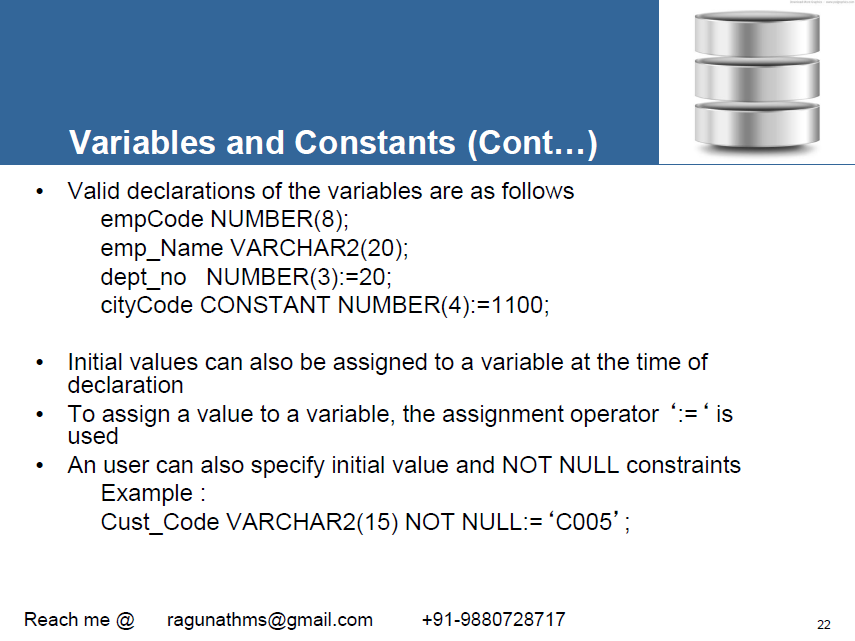 Variables and Constants (Cont…)
• Valid declarations of the variables are as follows
empCode NUMBER(8);
emp_Name VARCHAR2(20);
dept_no NUMBER(3):=20;
cityCode CONSTANT NUMBER(4):=1100;
• Initial values can also be assigned to a variable at the time of
declaration
• To assign a value to a variable, the assignment operator ‘:= ‘ is
used
• An user can also specify initial value and NOT NULL constraints
Example :
Cust_Code VARCHAR2(15) NOT NULL:= ‘C005’ ;
Reach me @ ragunathms@gmail.com +91-9880728717
22